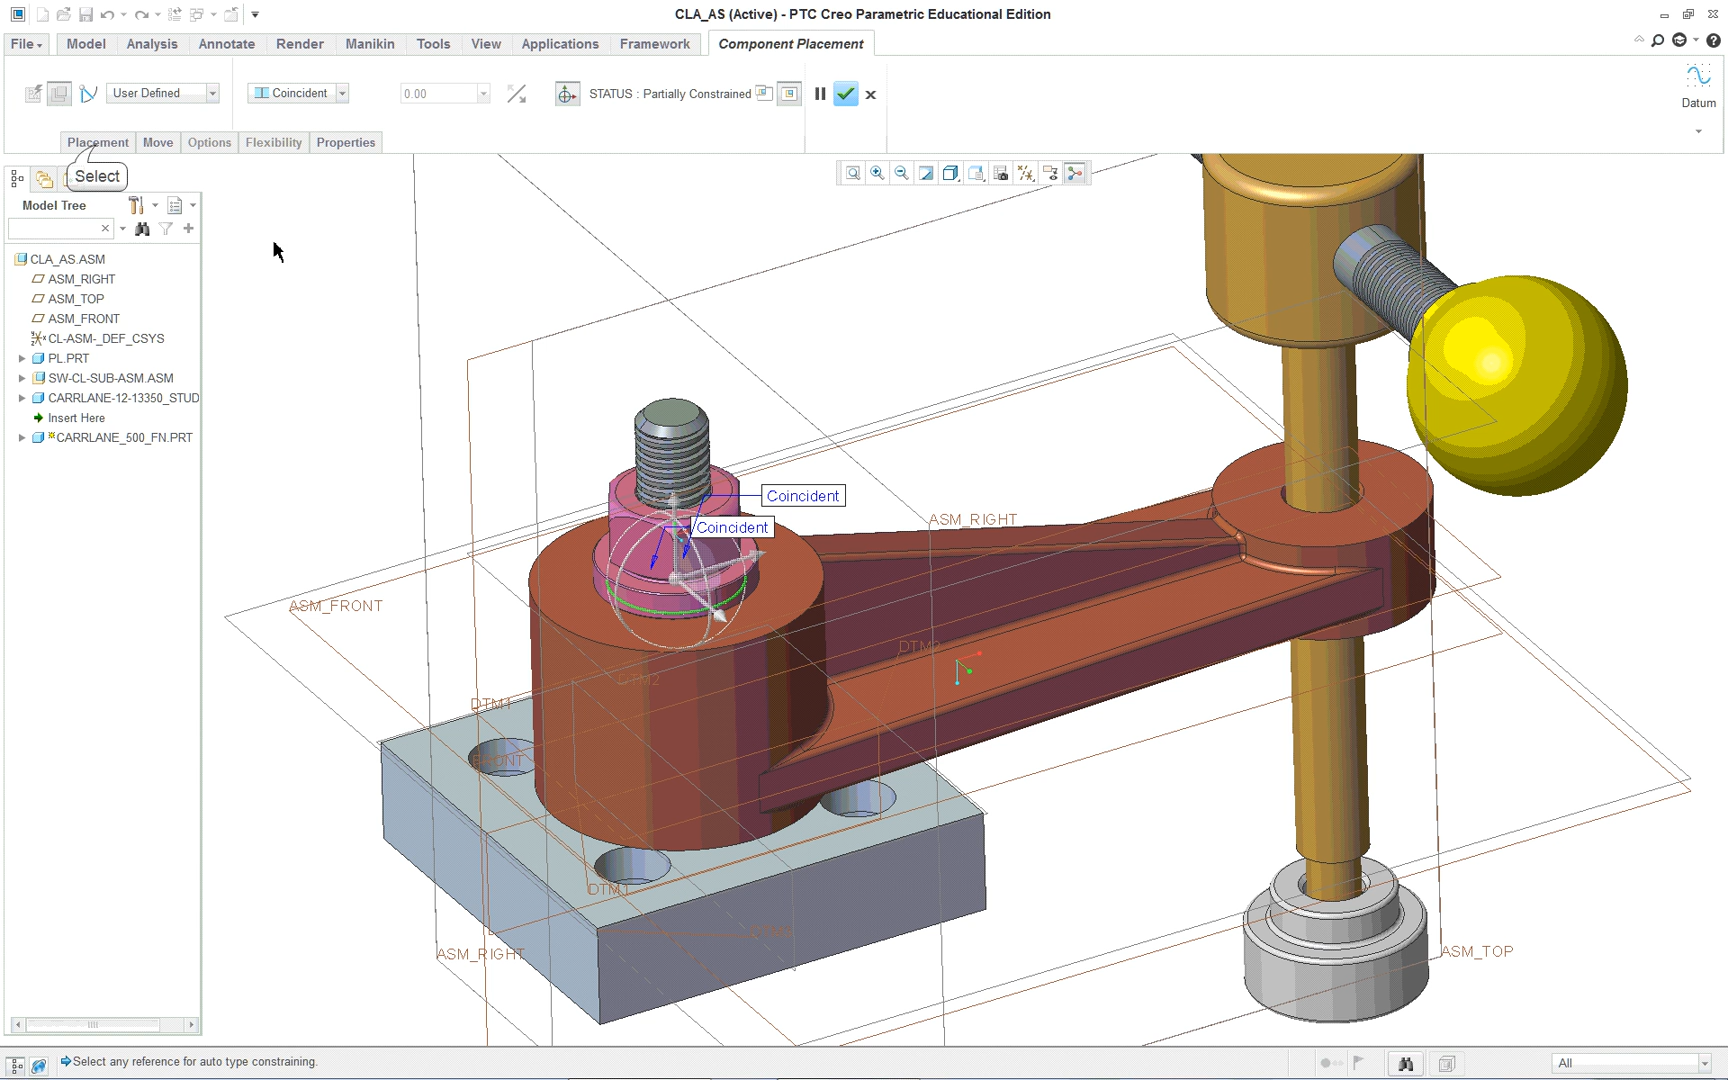 CLA_AS (Active) - PTC Creo Parametric Educational Edition
File Model Analysis Annotate Render Manikin Tools View Applications Framework Component Placement
User Defined Coincident 0.00 STATUS : Partially Constrained
Datum
Placement Move Options Flexibility Properties
Select
Model Tree
CLA_AS.ASM
ASM_RIGHT
ASM_TOP
ASM_FRONT
CL-ASM-_DEF_CSYS
PL.PRT
SW-CL-SUB-ASM.ASM
CARRLANE-12-13350_STUD
Insert Here
CARRLANE_500_FN.PRT
Coincident
Coincident
ASM_RIGHT
ASM_FRONT
DTM2
DTM1
FRONT
DTM1
ASM_RIGHT
ASM_TOP
Select any reference for auto type constraining.
All